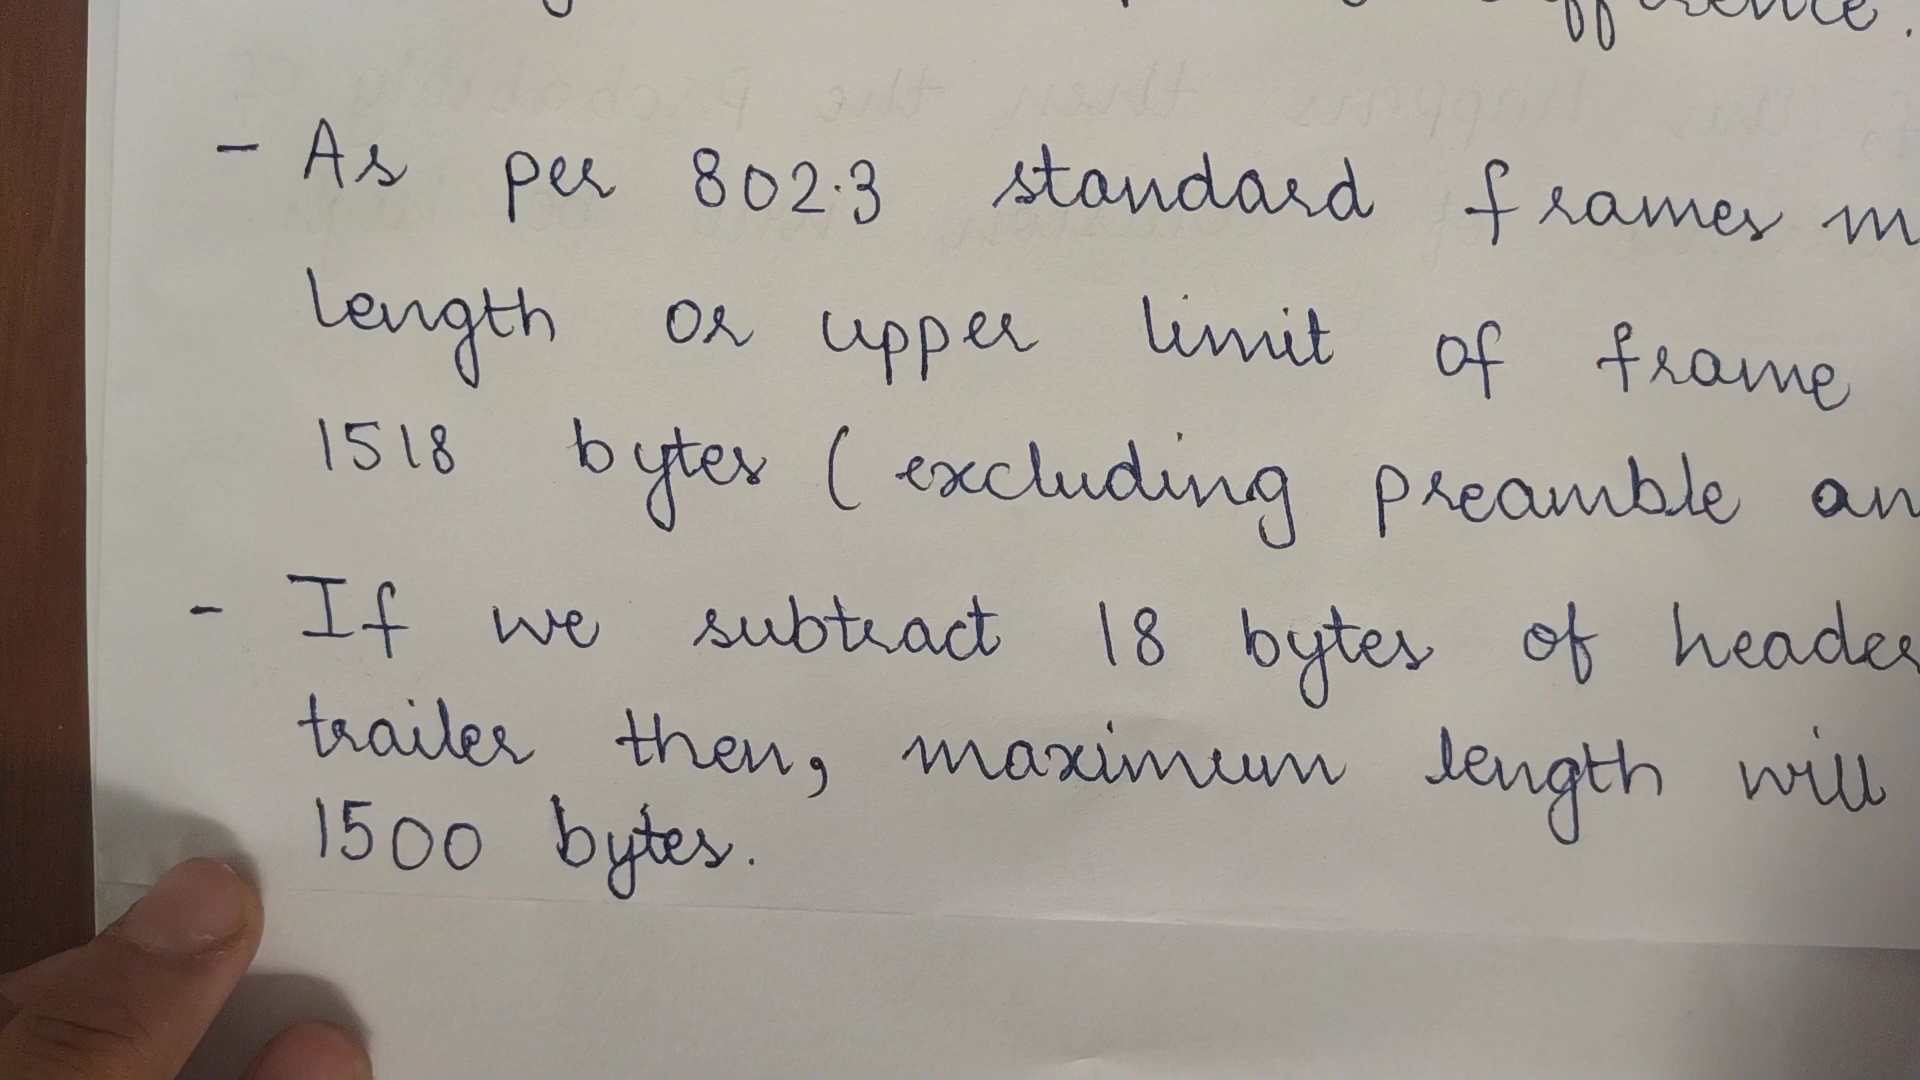 - As per 802.3 standard frames m
length or upper limit of frame
1518 bytes ( excluding preamble an
- If we subtract 18 bytes of header
trailer then, maximum length will
1500 bytes.